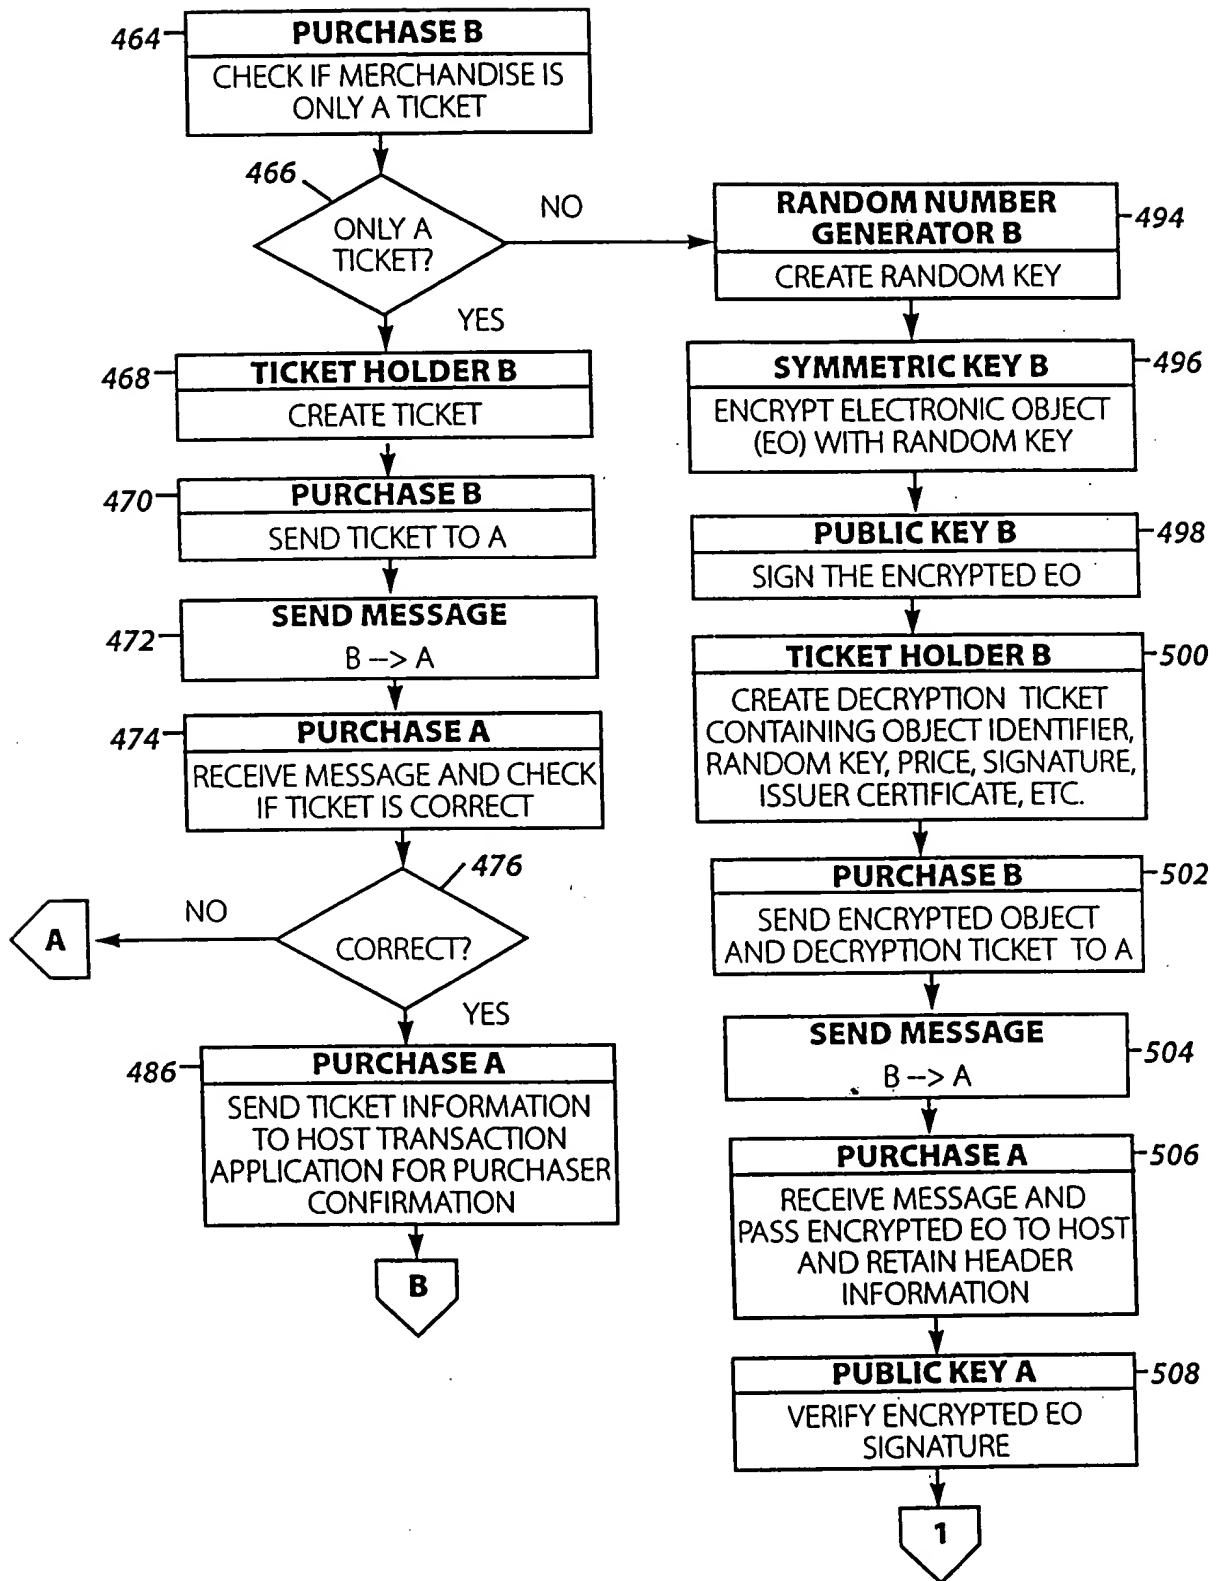 464
PURCHASE B
CHECK IF MERCHANDISE IS
ONLY A TICKET
466
ONLY A
TICKET?
NO
YES
468
TICKET HOLDER B
CREATE TICKET
470
PURCHASE B
SEND TICKET TO A
472
SEND MESSAGE
B --> A
474
PURCHASE A
RECEIVE MESSAGE AND CHECK
IF TICKET IS CORRECT
476
CORRECT?
NO
A
YES
486
PURCHASE A
SEND TICKET INFORMATION
TO HOST TRANSACTION
APPLICATION FOR PURCHASER
CONFIRMATION
B
RANDOM NUMBER
GENERATOR B
494
CREATE RANDOM KEY
SYMMETRIC KEY B
496
ENCRYPT ELECTRONIC OBJECT
(EO) WITH RANDOM KEY
PUBLIC KEY B
498
SIGN THE ENCRYPTED EO
TICKET HOLDER B
500
CREATE DECRYPTION TICKET
CONTAINING OBJECT IDENTIFIER,
RANDOM KEY, PRICE, SIGNATURE,
ISSUER CERTIFICATE, ETC.
PURCHASE B
502
SEND ENCRYPTED OBJECT
AND DECRYPTION TICKET TO A
SEND MESSAGE
504
B --> A
PURCHASE A
506
RECEIVE MESSAGE AND
PASS ENCRYPTED EO TO HOST
AND RETAIN HEADER
INFORMATION
PUBLIC KEY A
508
VERIFY ENCRYPTED EO
SIGNATURE
1